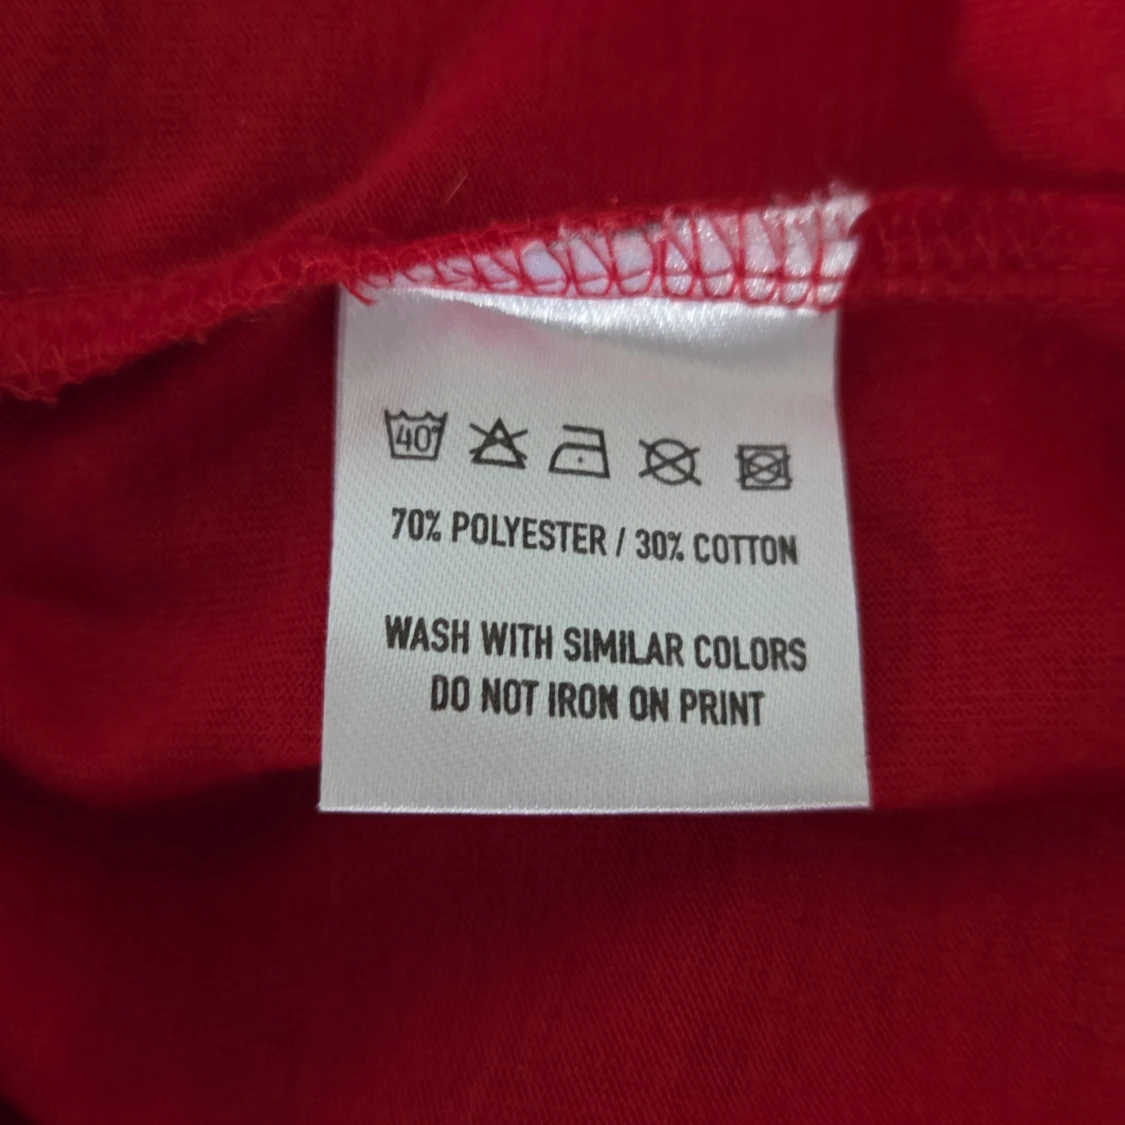 40°
70% POLYESTER / 30% COTTON
WASH WITH SIMILAR COLORS
DO NOT IRON ON PRINT